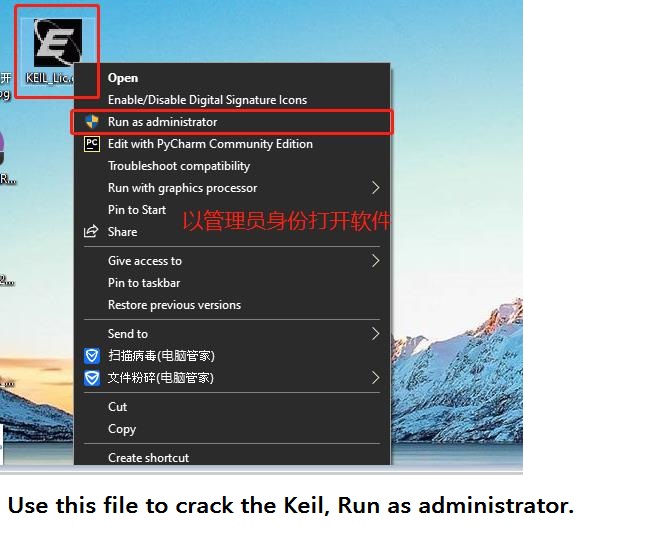 KEIL_Lic.
开
Open
Enable/Disable Digital Signature Icons
Run as administrator
PC Edit with PyCharm Community Edition
Troubleshoot compatibility
Run with graphics processor
Pin to Start
以管理员身份打开软件
Share
Give access to
Pin to taskbar
Restore previous versions
Send to
扫描病毒(电脑管家)
文件粉碎(电脑管家)
Cut
Copy
Create shortcut
Use this file to crack the Keil, Run as administrator.